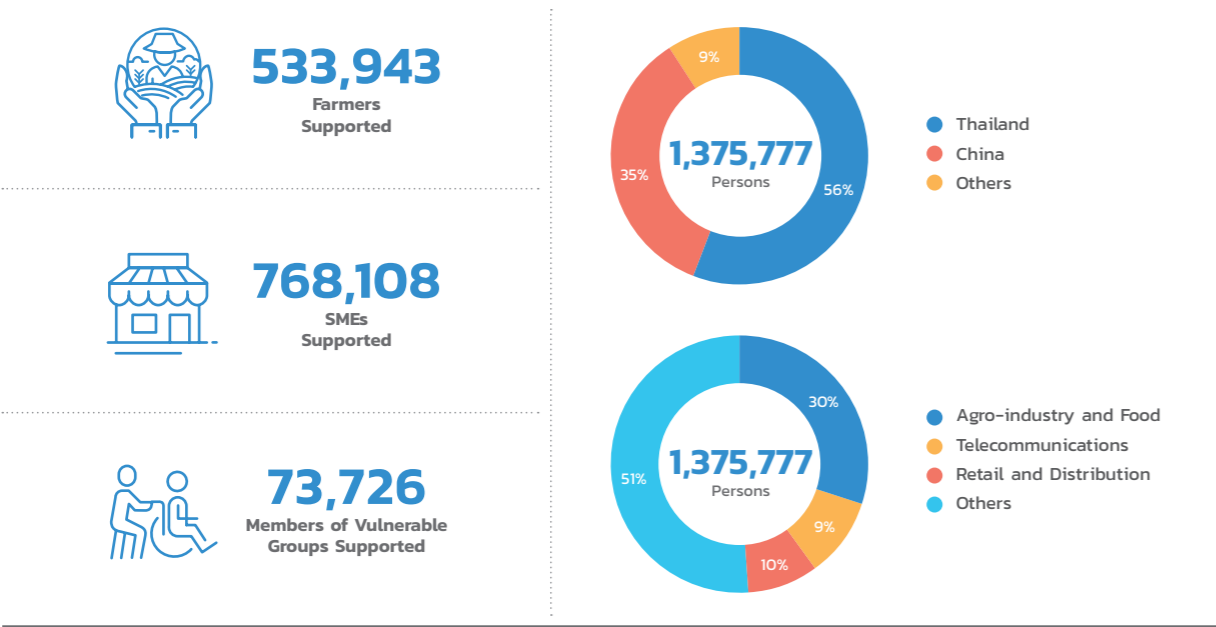 533,943
Farmers
Supported
768,108
SMEs
Supported
73,726
Members of Vulnerable
Groups Supported
9%
35%
56%
1,375,777
Persons
Thailand
China
Others
30%
51%
9%
10%
1,375,777
Persons
Agro-industry and Food
Telecommunications
Retail and Distribution
Others